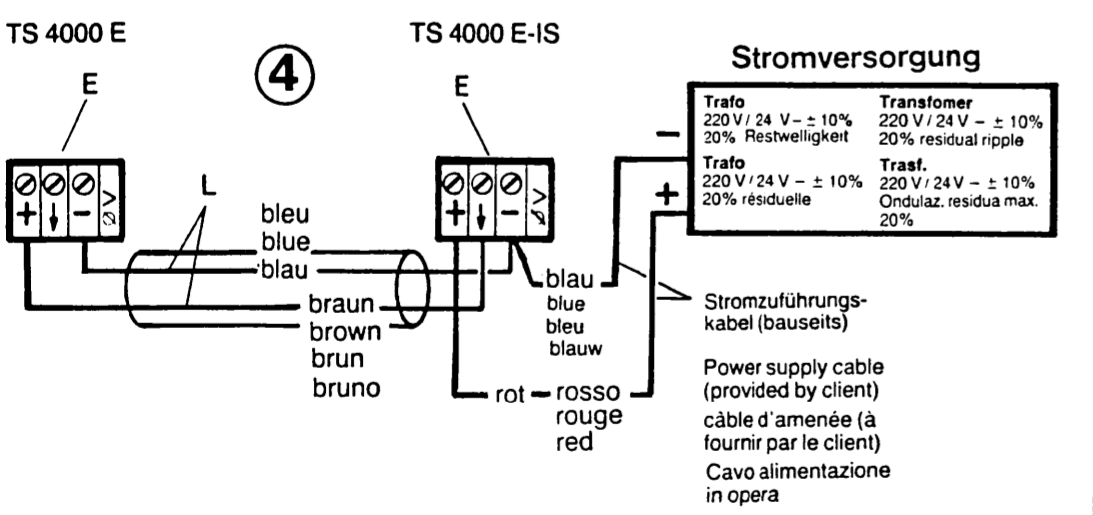 TS 4000 E
TS 4000 E-IS
4
E
E
Stromversorgung
Trafo
220 V / 24 V – ± 10%
20% Restwelligkeit
Transfomer
220 V / 24 V – ± 10%
20% residual ripple
Trafo
220 V / 24 V – ± 10%
20% résiduelle
Trasf.
220 V / 24 V – ± 10%
Ondulaz. residua max.
20%
–
+
+ ↓ – Ø V
+ ↓ –
L
bleu
blue
blau
braun
brown
brun
bruno
blau
blue
bleu
blauw
rot – rosso
rouge
red
Stromzuführungs-
kabel (bauseits)
Power supply cable
(provided by client)
càble d'amenée (à
fournir par le client)
Cavo alimentazione
in opera